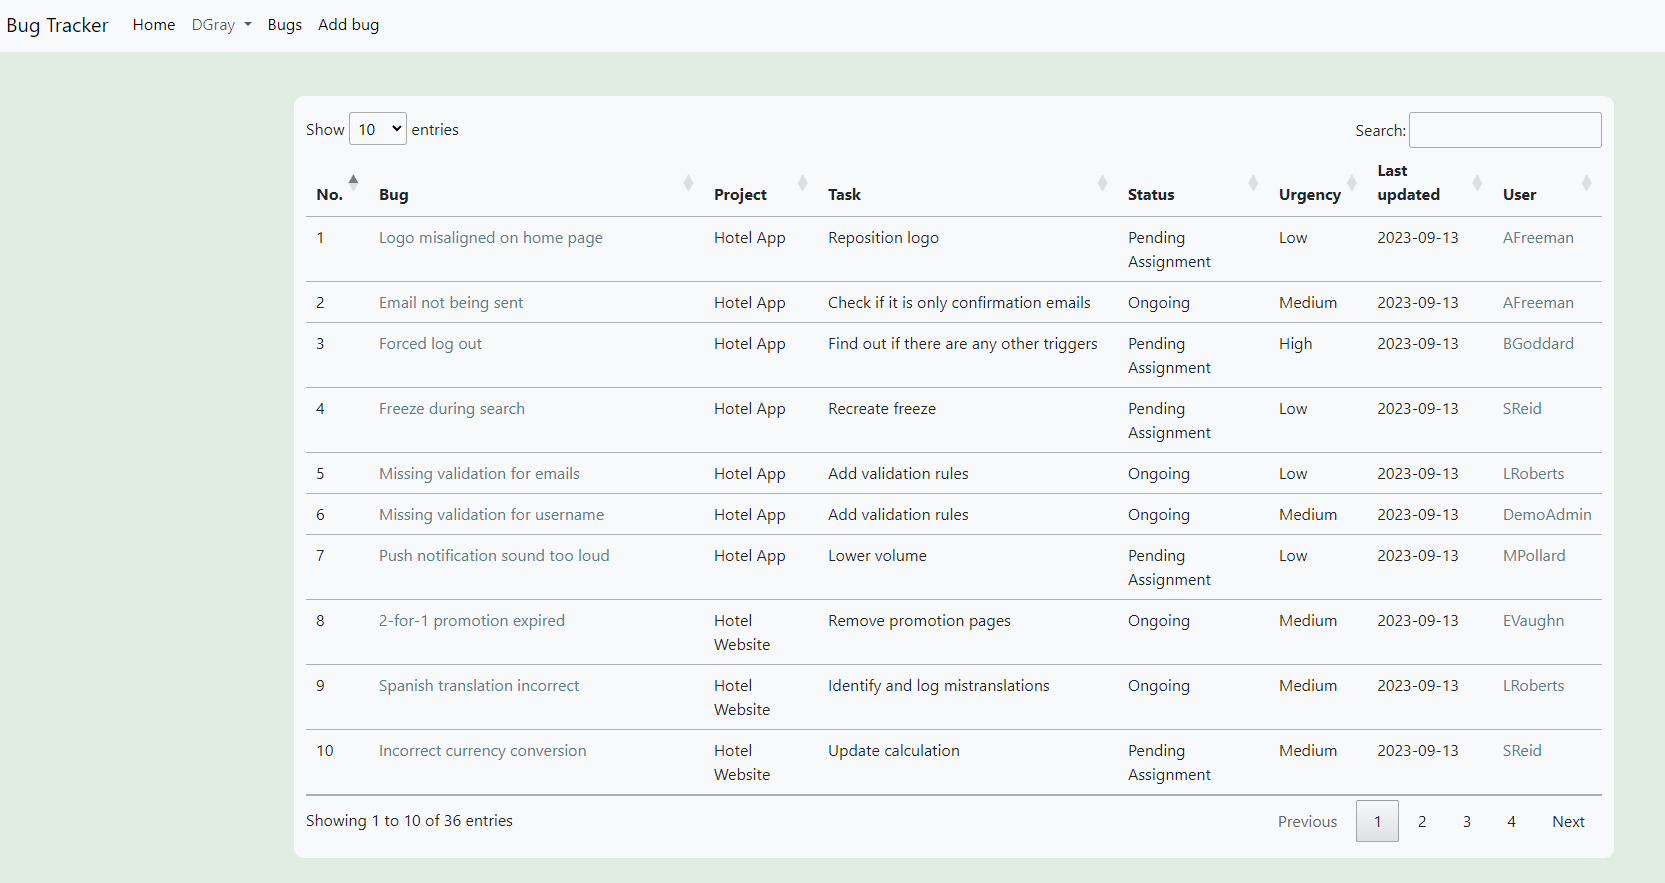 Bug Tracker Home DGray Bugs Add bug
Show 10 entries Search:
No. Bug Project Task Status Urgency Last updated User
1 Logo misaligned on home page Hotel App Reposition logo Pending Assignment Low 2023-09-13 AFreeman
2 Email not being sent Hotel App Check if it is only confirmation emails Ongoing Medium 2023-09-13 AFreeman
3 Forced log out Hotel App Find out if there are any other triggers Pending Assignment High 2023-09-13 BGoddard
4 Freeze during search Hotel App Recreate freeze Pending Assignment Low 2023-09-13 SReid
5 Missing validation for emails Hotel App Add validation rules Ongoing Low 2023-09-13 LRoberts
6 Missing validation for username Hotel App Add validation rules Ongoing Medium 2023-09-13 DemoAdmin
7 Push notification sound too loud Hotel App Lower volume Pending Assignment Low 2023-09-13 MPollard
8 2-for-1 promotion expired Hotel Website Remove promotion pages Ongoing Medium 2023-09-13 EVaughn
9 Spanish translation incorrect Hotel Website Identify and log mistranslations Ongoing Medium 2023-09-13 LRoberts
10 Incorrect currency conversion Hotel Website Update calculation Pending Assignment Medium 2023-09-13 SReid
Showing 1 to 10 of 36 entries Previous 1 2 3 4 Next